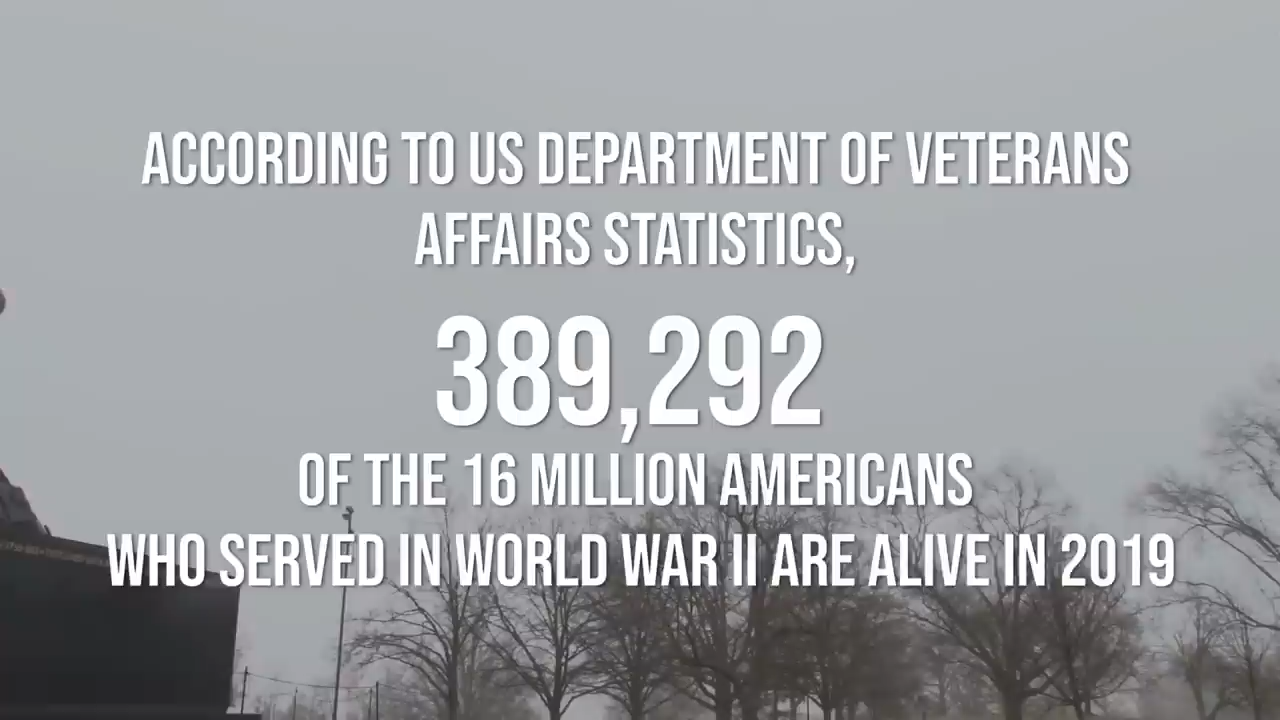 ACCORDING TO US DEPARTMENT OF VETERANS
AFFAIRS STATISTICS,
389,292
OF THE 16 MILLION AMERICANS
WHO SERVED IN WORLD WAR II ARE ALIVE IN 2019